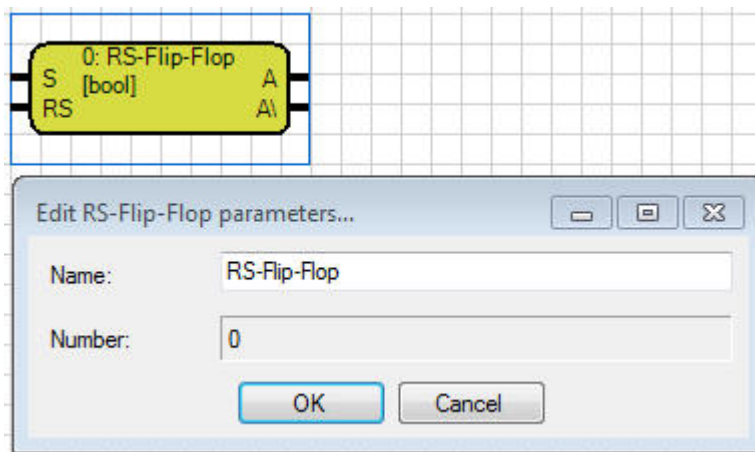 0: RS-Flip-Flop
S [bool] A
RS A\
Edit RS-Flip-Flop parameters...
Name: RS-Flip-Flop
Number: 0
OK Cancel